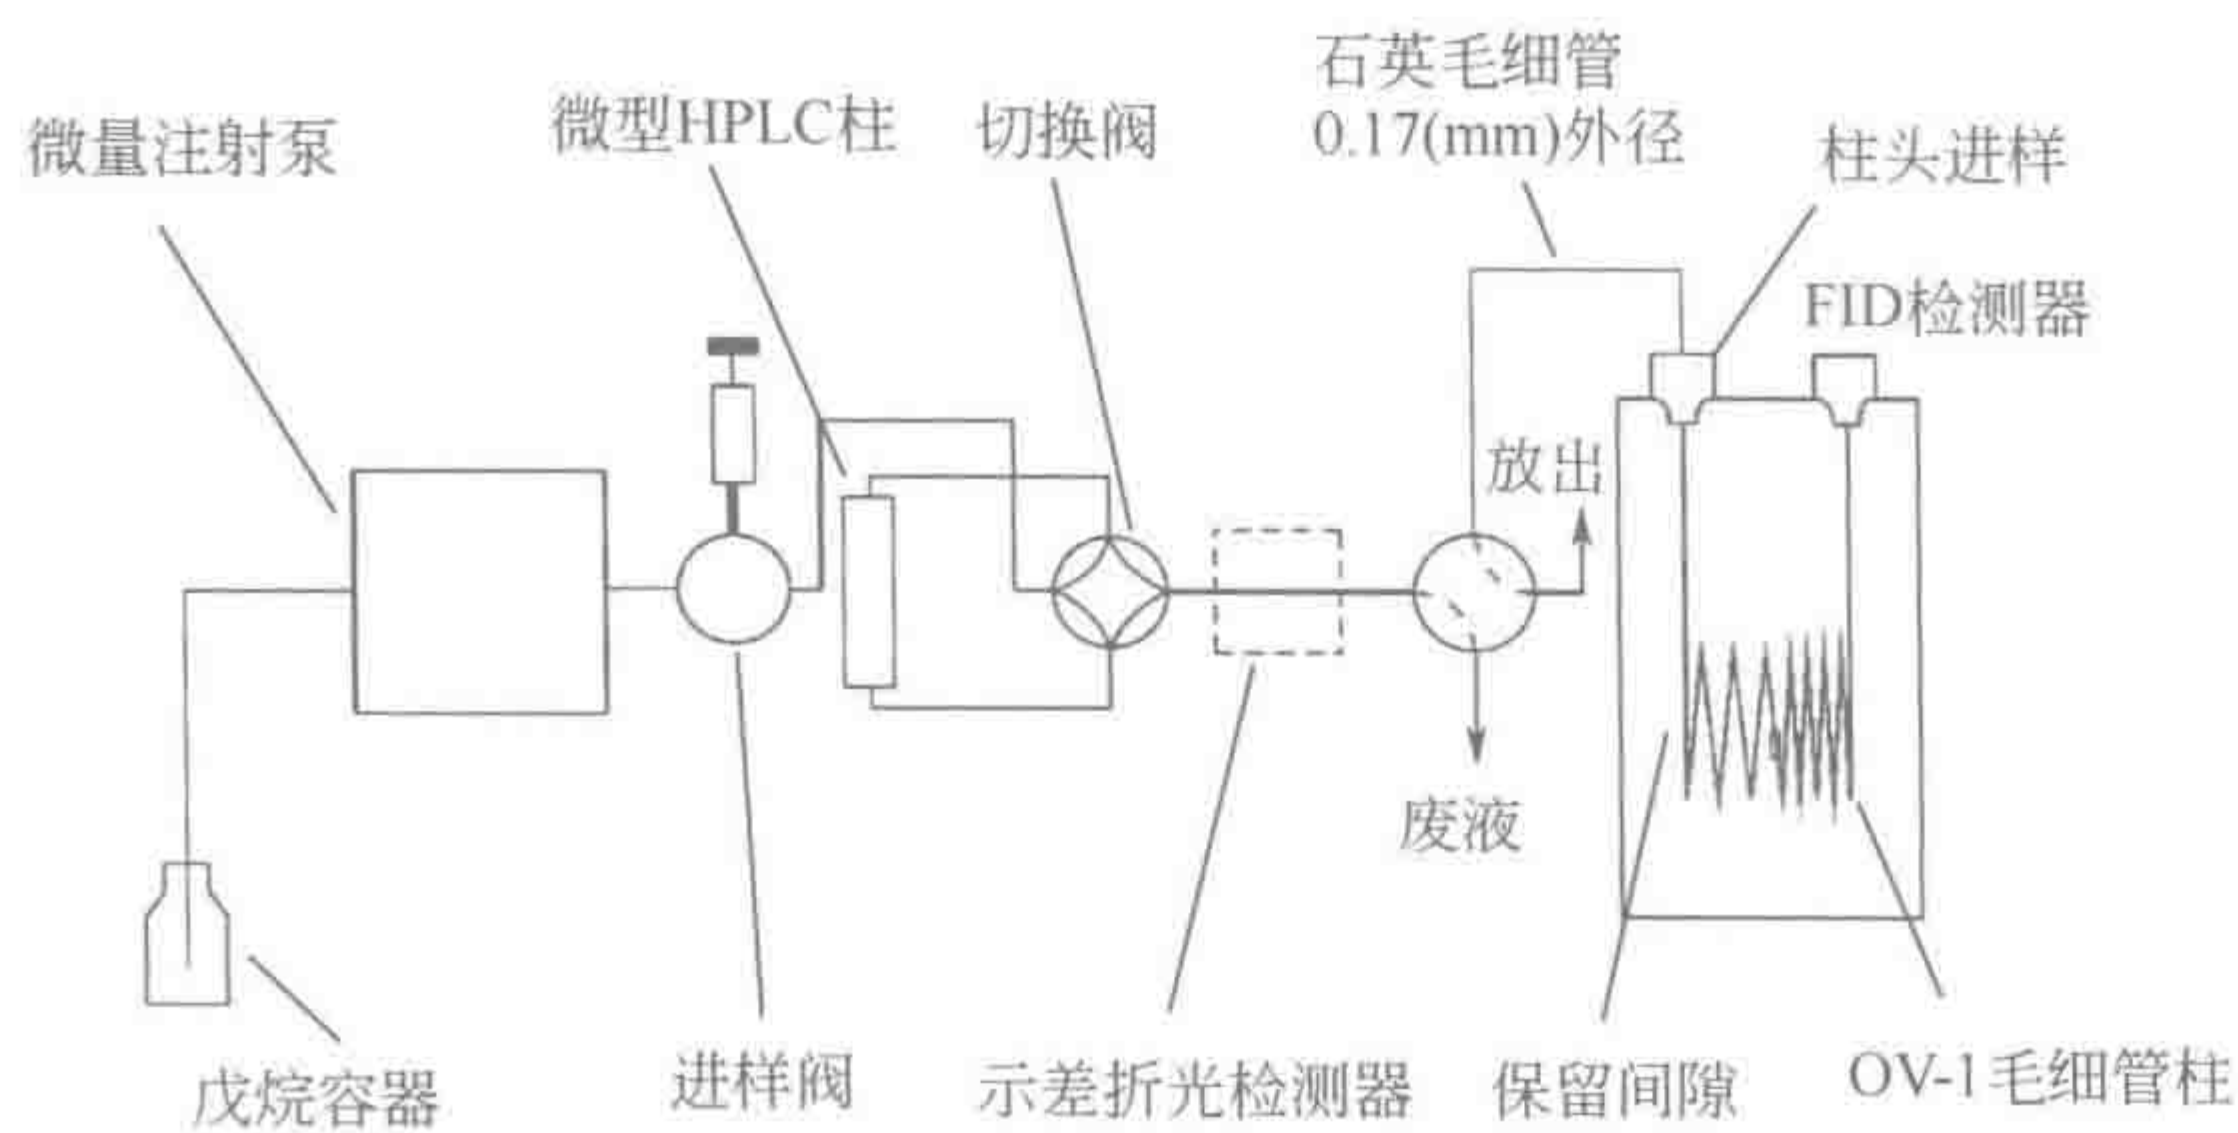 微量注射泵
微型HPLC柱
切换阀
石英毛细管
0.17(mm)外径
柱头进样
FID检测器
放出
废液
戊烷容器
进样阀
示差折光检测器
保留间隙
OV-1毛细管柱